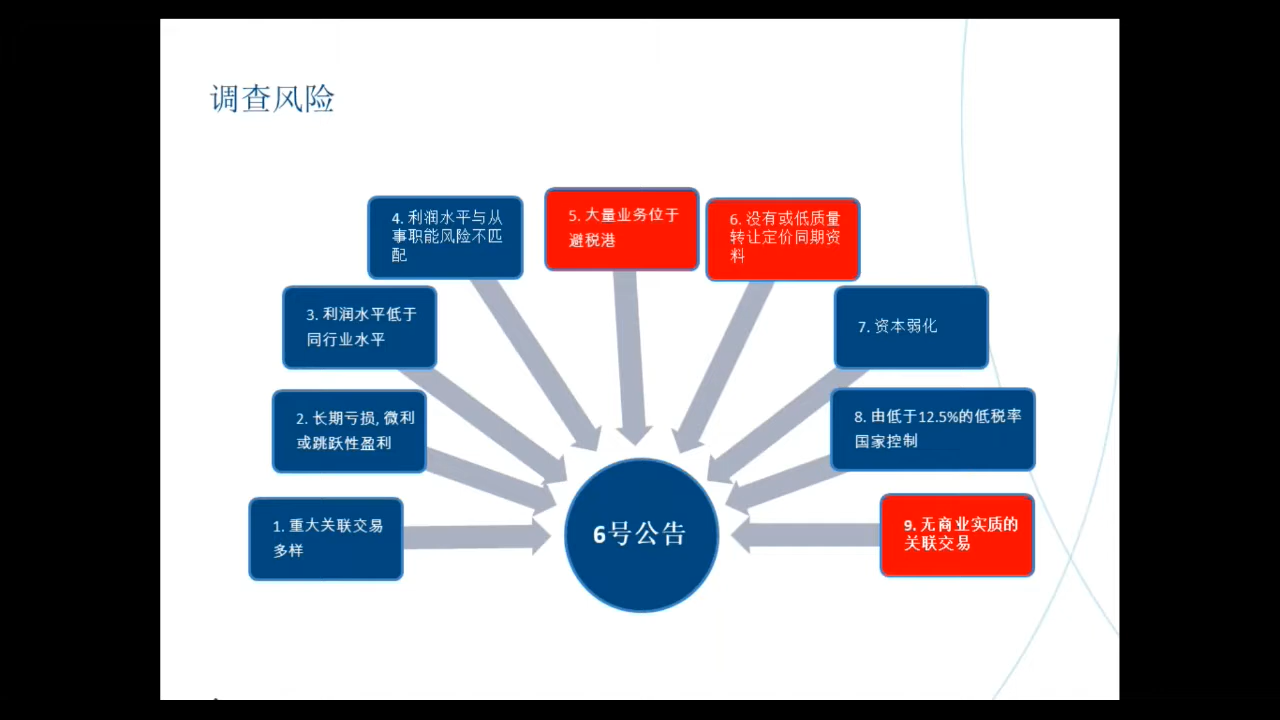 调查风险
1. 重大关联交易
多样
2. 长期亏损, 微利
或跳跃性盈利
3. 利润水平低于
同行业水平
4. 利润水平与从
事职能风险不匹
配
5. 大量业务位于
避税港
6. 没有或低质量
转让定价同期资
料
7. 资本弱化
8. 由低于12.5%的低税率
国家控制
9. 无商业实质的
关联交易
6号公告